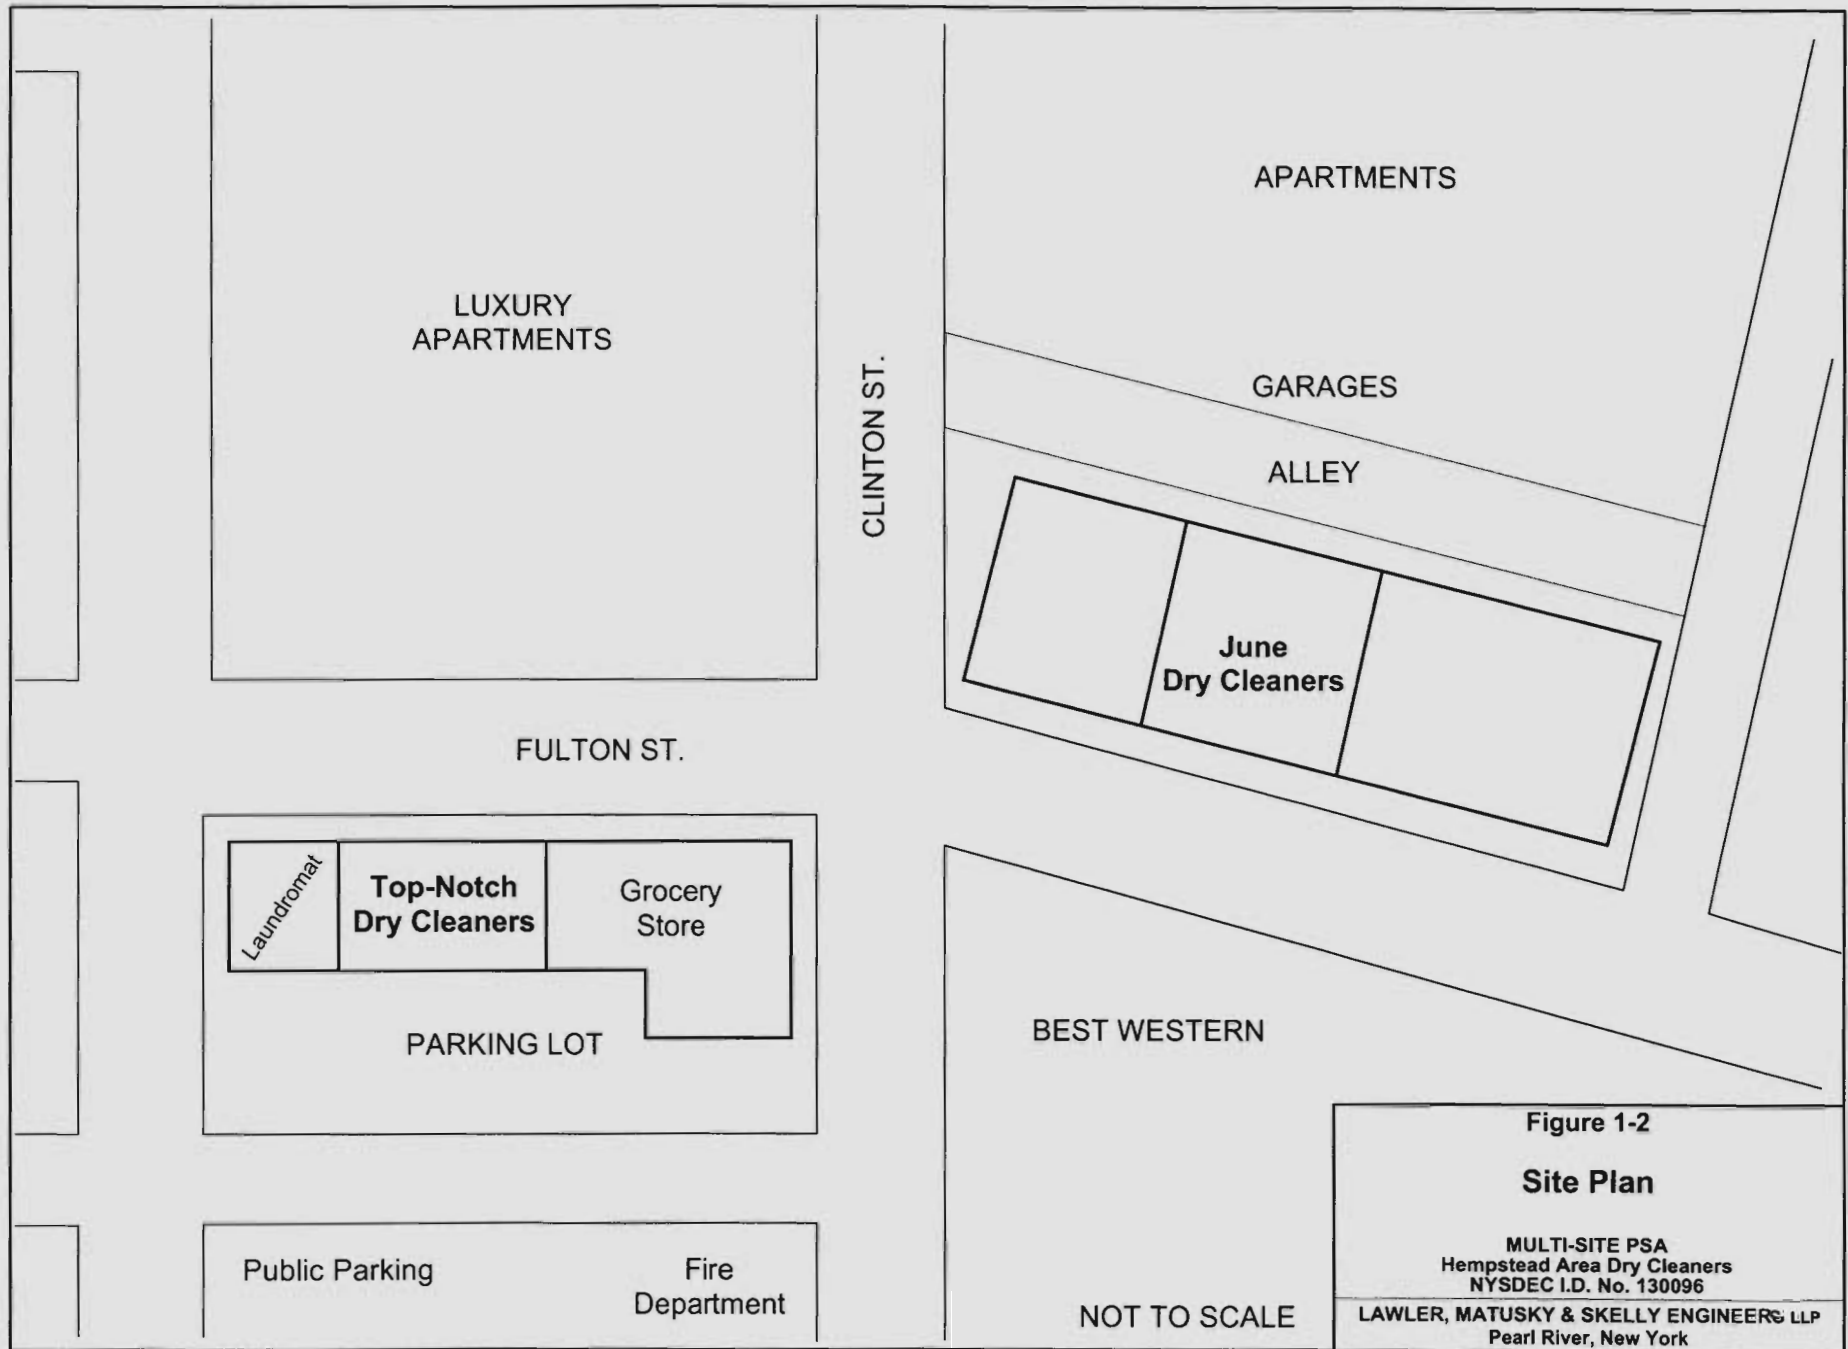 APARTMENTS
LUXURY
APARTMENTS
CLINTON ST.
GARAGES
ALLEY
June
Dry Cleaners
FULTON ST.
Laundromat
Top-Notch
Dry Cleaners
Grocery
Store
PARKING LOT
BEST WESTERN
Public Parking
Fire
Department
NOT TO SCALE
Figure 1-2
Site Plan
MULTI-SITE PSA
Hempstead Area Dry Cleaners
NYSDEC I.D. No. 130096
LAWLER, MATUSKY & SKELLY ENGINEERS LLP
Pearl River, New York